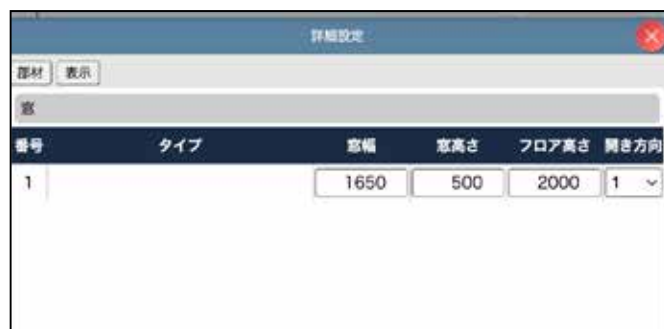 詳細設定
部材 表示
窓
番号 タイプ 窓幅 窓高さ フロア高さ 開き方向
1 1650 500 2000 1